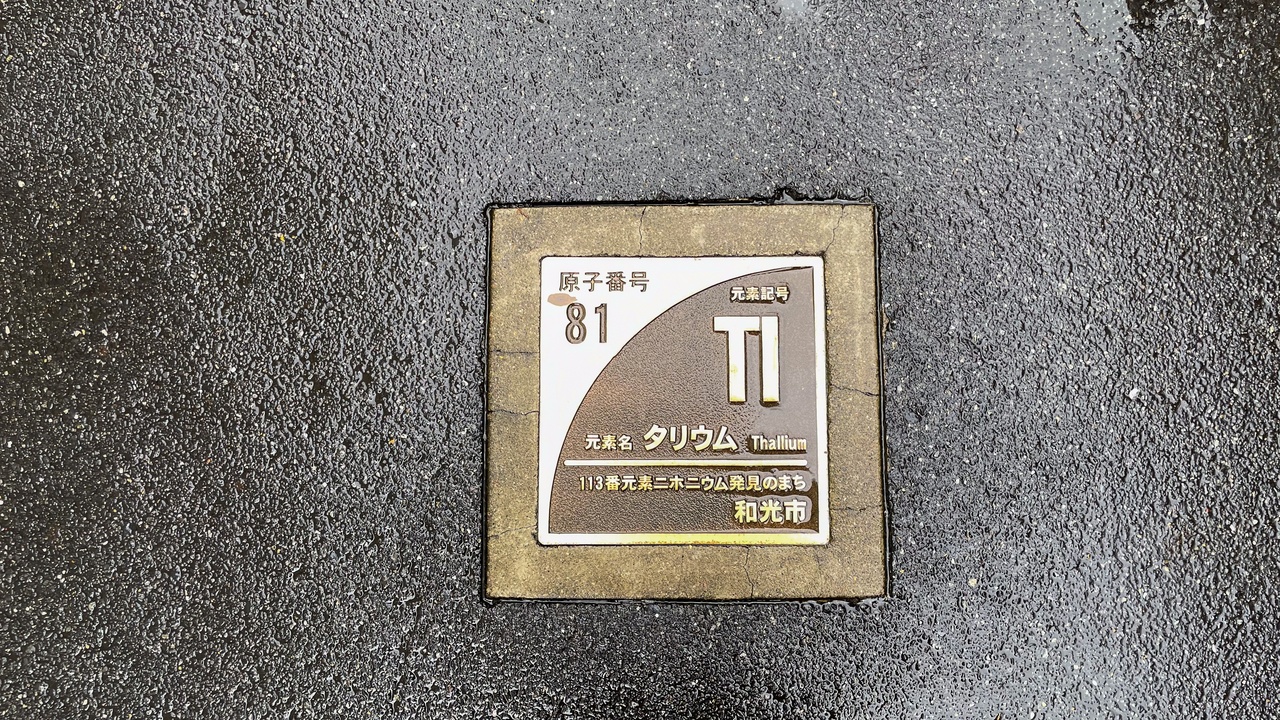 原子番号
81
元素記号
Tl
元素名 タリウム Thallium
113番元素ニホニウム発見のまち
和光市